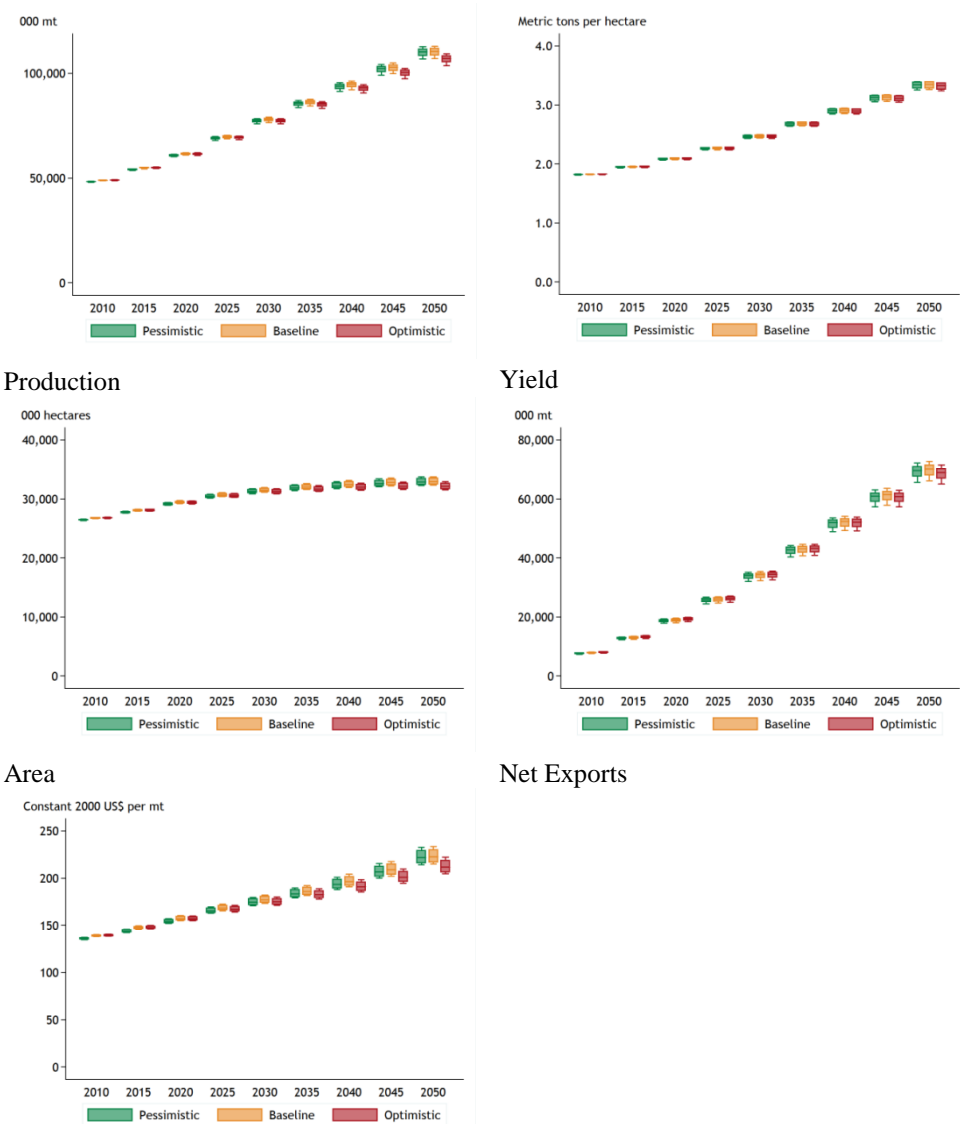 000 mt
100,000
50,000
0
2010 2015 2020 2025 2030 2035 2040 2045 2050
Pessimistic Baseline Optimistic
Production
Metric tons per hectare
4.0
3.0
2.0
1.0
0.0
2010 2015 2020 2025 2030 2035 2040 2045 2050
Pessimistic Baseline Optimistic
Yield
000 hectares
40,000
30,000
20,000
10,000
0
2010 2015 2020 2025 2030 2035 2040 2045 2050
Pessimistic Baseline Optimistic
Area
000 mt
80,000
60,000
40,000
20,000
0
2010 2015 2020 2025 2030 2035 2040 2045 2050
Pessimistic Baseline Optimistic
Net Exports
Constant 2000 US$ per mt
250
200
150
100
50
0
2010 2015 2020 2025 2030 2035 2040 2045 2050
Pessimistic Baseline Optimistic